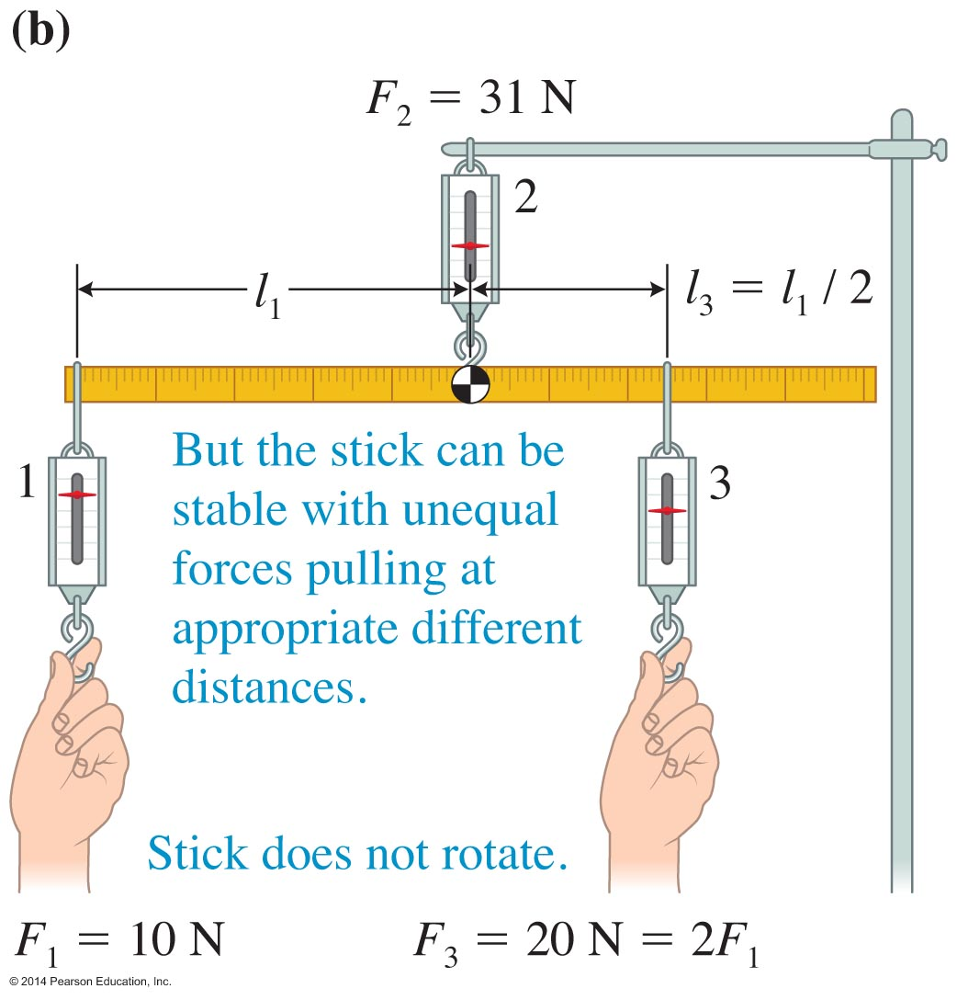 (b)
F₂ = 31 N
2
l₁
l₃ = l₁ / 2
But the stick can be
stable with unequal
forces pulling at
appropriate different
distances.
1
3
Stick does not rotate.
F₁ = 10 N
F₃ = 20 N = 2F₁
© 2014 Pearson Education, Inc.